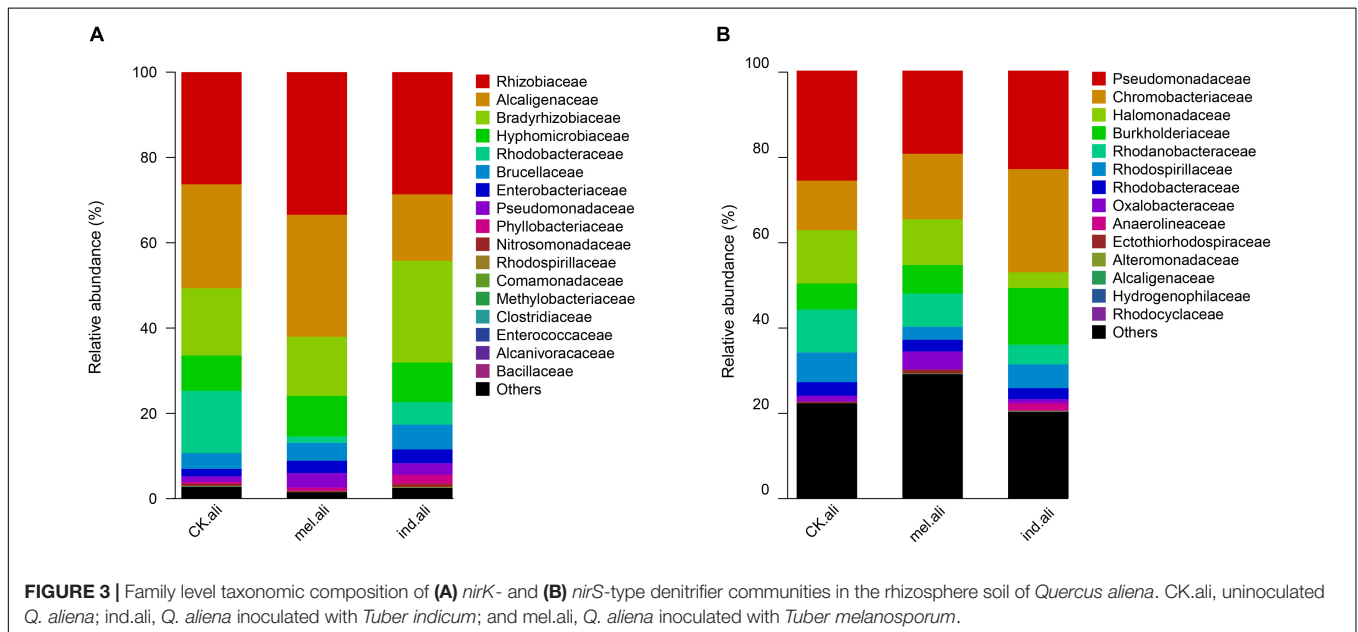 A
Relative abundance (%)
100
80
60
40
20
0
CK.ali
mel.ali
ind.ali
Rhizobiaceae
Alcaligenaceae
Bradyrhizobiaceae
Hyphomicrobiaceae
Rhodobacteraceae
Brucellaceae
Enterobacteriaceae
Pseudomonadaceae
Phyllobacteriaceae
Nitrosomonadaceae
Rhodospirillaceae
Comamonadaceae
Methylobacteriaceae
Clostridiaceae
Enterococcaceae
Alcanivoracaceae
Bacillaceae
Others
B
Relative abundance (%)
100
80
60
40
20
0
CK.ali
mel.ali
ind.ali
Pseudomonadaceae
Chromobacteriaceae
Halomonadaceae
Burkholderiaceae
Rhodanobacteraceae
Rhodospirillaceae
Rhodobacteraceae
Oxalobacteraceae
Anaerolineaceae
Ectothiorhodospiraceae
Alteromonadaceae
Alcaligenaceae
Hydrogenophilaceae
Rhodocyclaceae
Others
FIGURE 3 | Family level taxonomic composition of (A) nirK- and (B) nirS-type denitrifier communities in the rhizosphere soil of Quercus aliena. CK.ali, uninoculated
Q. aliena; ind.ali, Q. aliena inoculated with Tuber indicum; and mel.ali, Q. aliena inoculated with Tuber melanosporum.